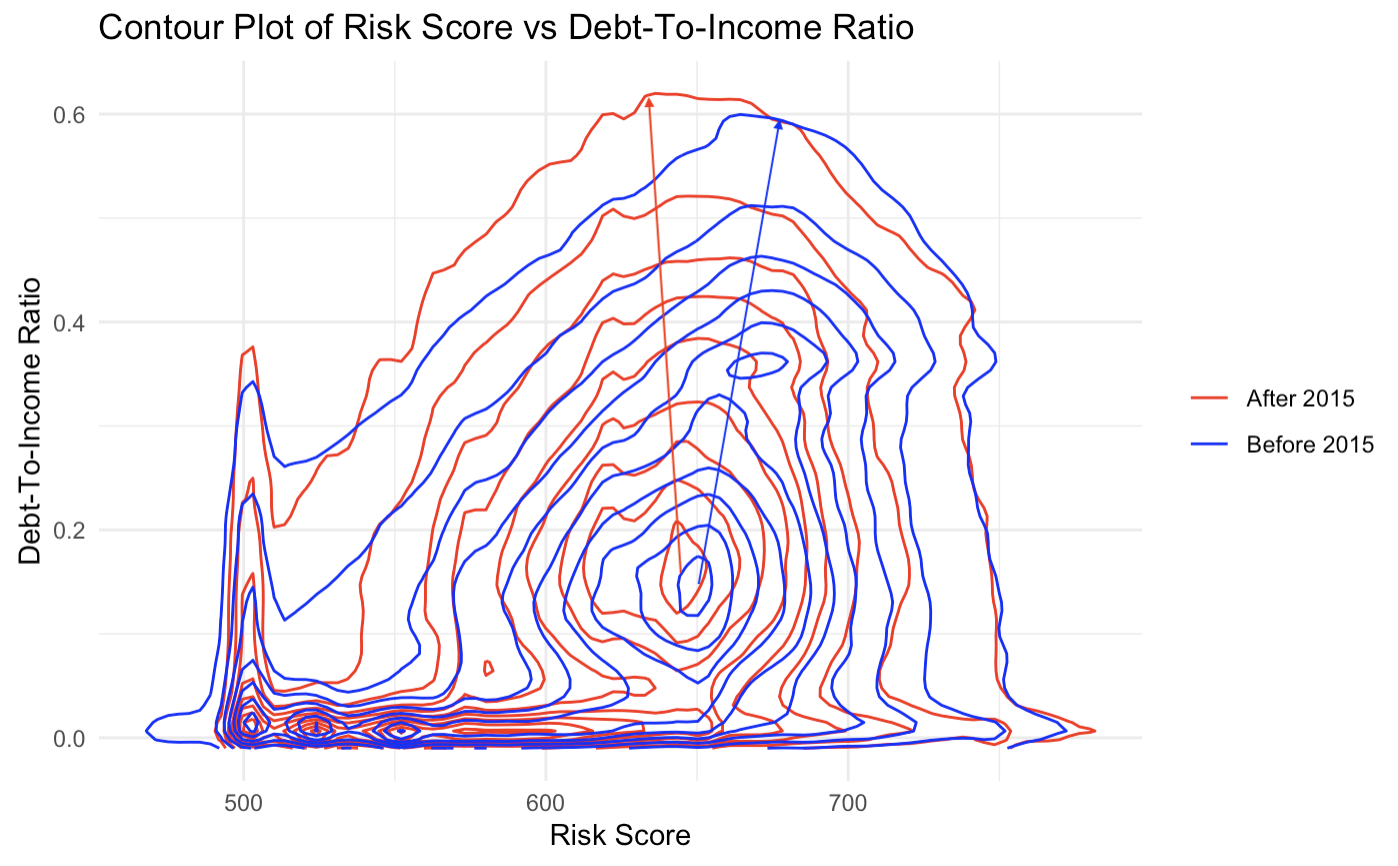 Contour Plot of Risk Score vs Debt-To-Income Ratio
Debt-To-Income Ratio
0.6
0.4
0.2
0.0
500
600
700
Risk Score
After 2015
Before 2015